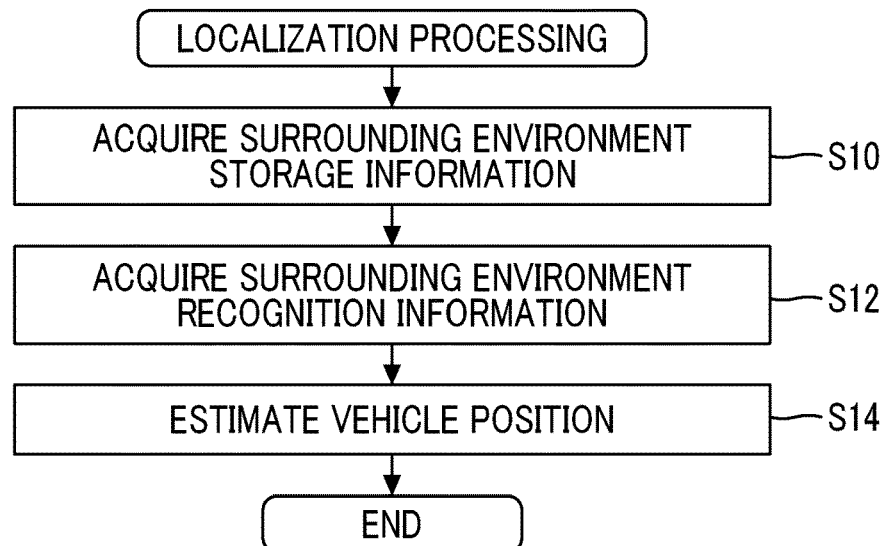 LOCALIZATION PROCESSING
ACQUIRE SURROUNDING ENVIRONMENT
STORAGE INFORMATION
S10
ACQUIRE SURROUNDING ENVIRONMENT
RECOGNITION INFORMATION
S12
ESTIMATE VEHICLE POSITION
S14
END